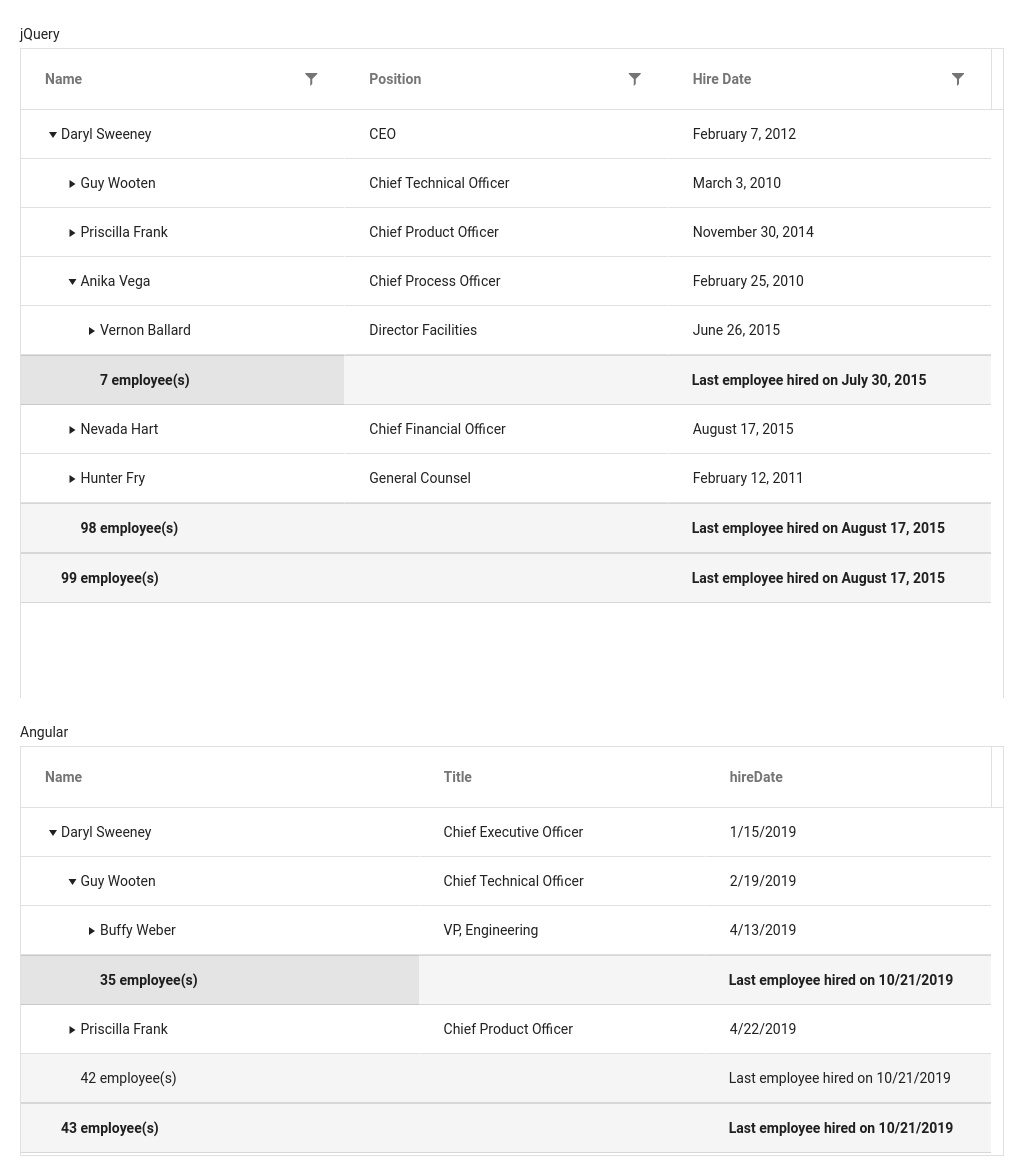 jQuery
Name Position Hire Date
Daryl Sweeney CEO February 7, 2012
Guy Wooten Chief Technical Officer March 3, 2010
Priscilla Frank Chief Product Officer November 30, 2014
Anika Vega Chief Process Officer February 25, 2010
Vernon Ballard Director Facilities June 26, 2015
7 employee(s) Last employee hired on July 30, 2015
Nevada Hart Chief Financial Officer August 17, 2015
Hunter Fry General Counsel February 12, 2011
98 employee(s) Last employee hired on August 17, 2015
99 employee(s) Last employee hired on August 17, 2015
Angular
Name Title hireDate
Daryl Sweeney Chief Executive Officer 1/15/2019
Guy Wooten Chief Technical Officer 2/19/2019
Buffy Weber VP, Engineering 4/13/2019
35 employee(s) Last employee hired on 10/21/2019
Priscilla Frank Chief Product Officer 4/22/2019
42 employee(s) Last employee hired on 10/21/2019
43 employee(s) Last employee hired on 10/21/2019